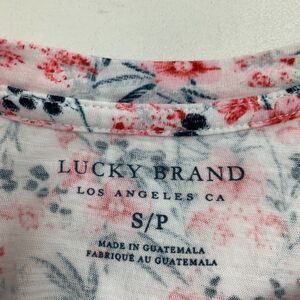 LUCKY BRAND
LOS ANGELES CA
S/P
MADE IN GUATEMALA
FABRIQUÉ AU GUATEMALA